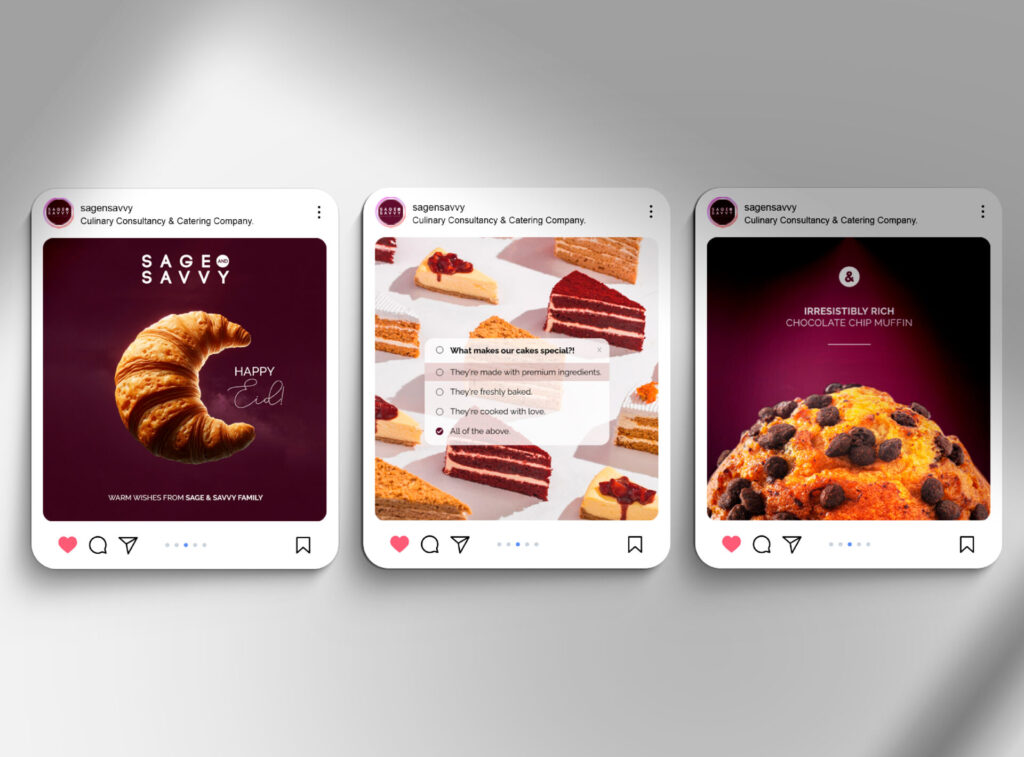 sagensavvy
Culinary Consultancy & Catering Company.
SAGE AND
SAVVY
HAPPY
Eid!
WARM WISHES FROM SAGE & SAVVY FAMILY
sagensavvy
Culinary Consultancy & Catering Company.
What makes our cakes special?! x
They're made with premium ingredients.
They're freshly baked.
They're cooked with love.
All of the above.
sagensavvy
Culinary Consultancy & Catering Company.
&
IRRESISTIBLY RICH
CHOCOLATE CHIP MUFFIN